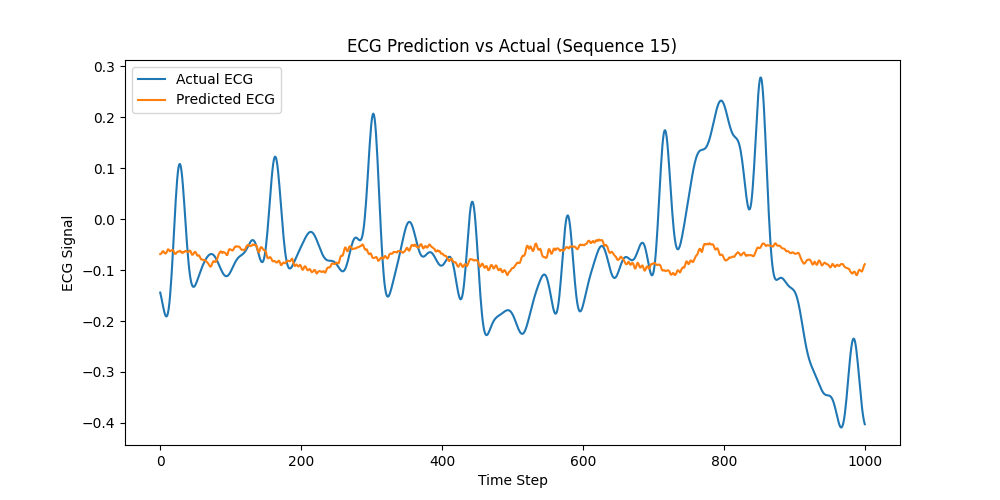 ECG Prediction vs Actual (Sequence 15)
Actual ECG
Predicted ECG
ECG Signal
0.3
0.2
0.1
0.0
−0.1
−0.2
−0.3
−0.4
0 200 400 600 800 1000
Time Step